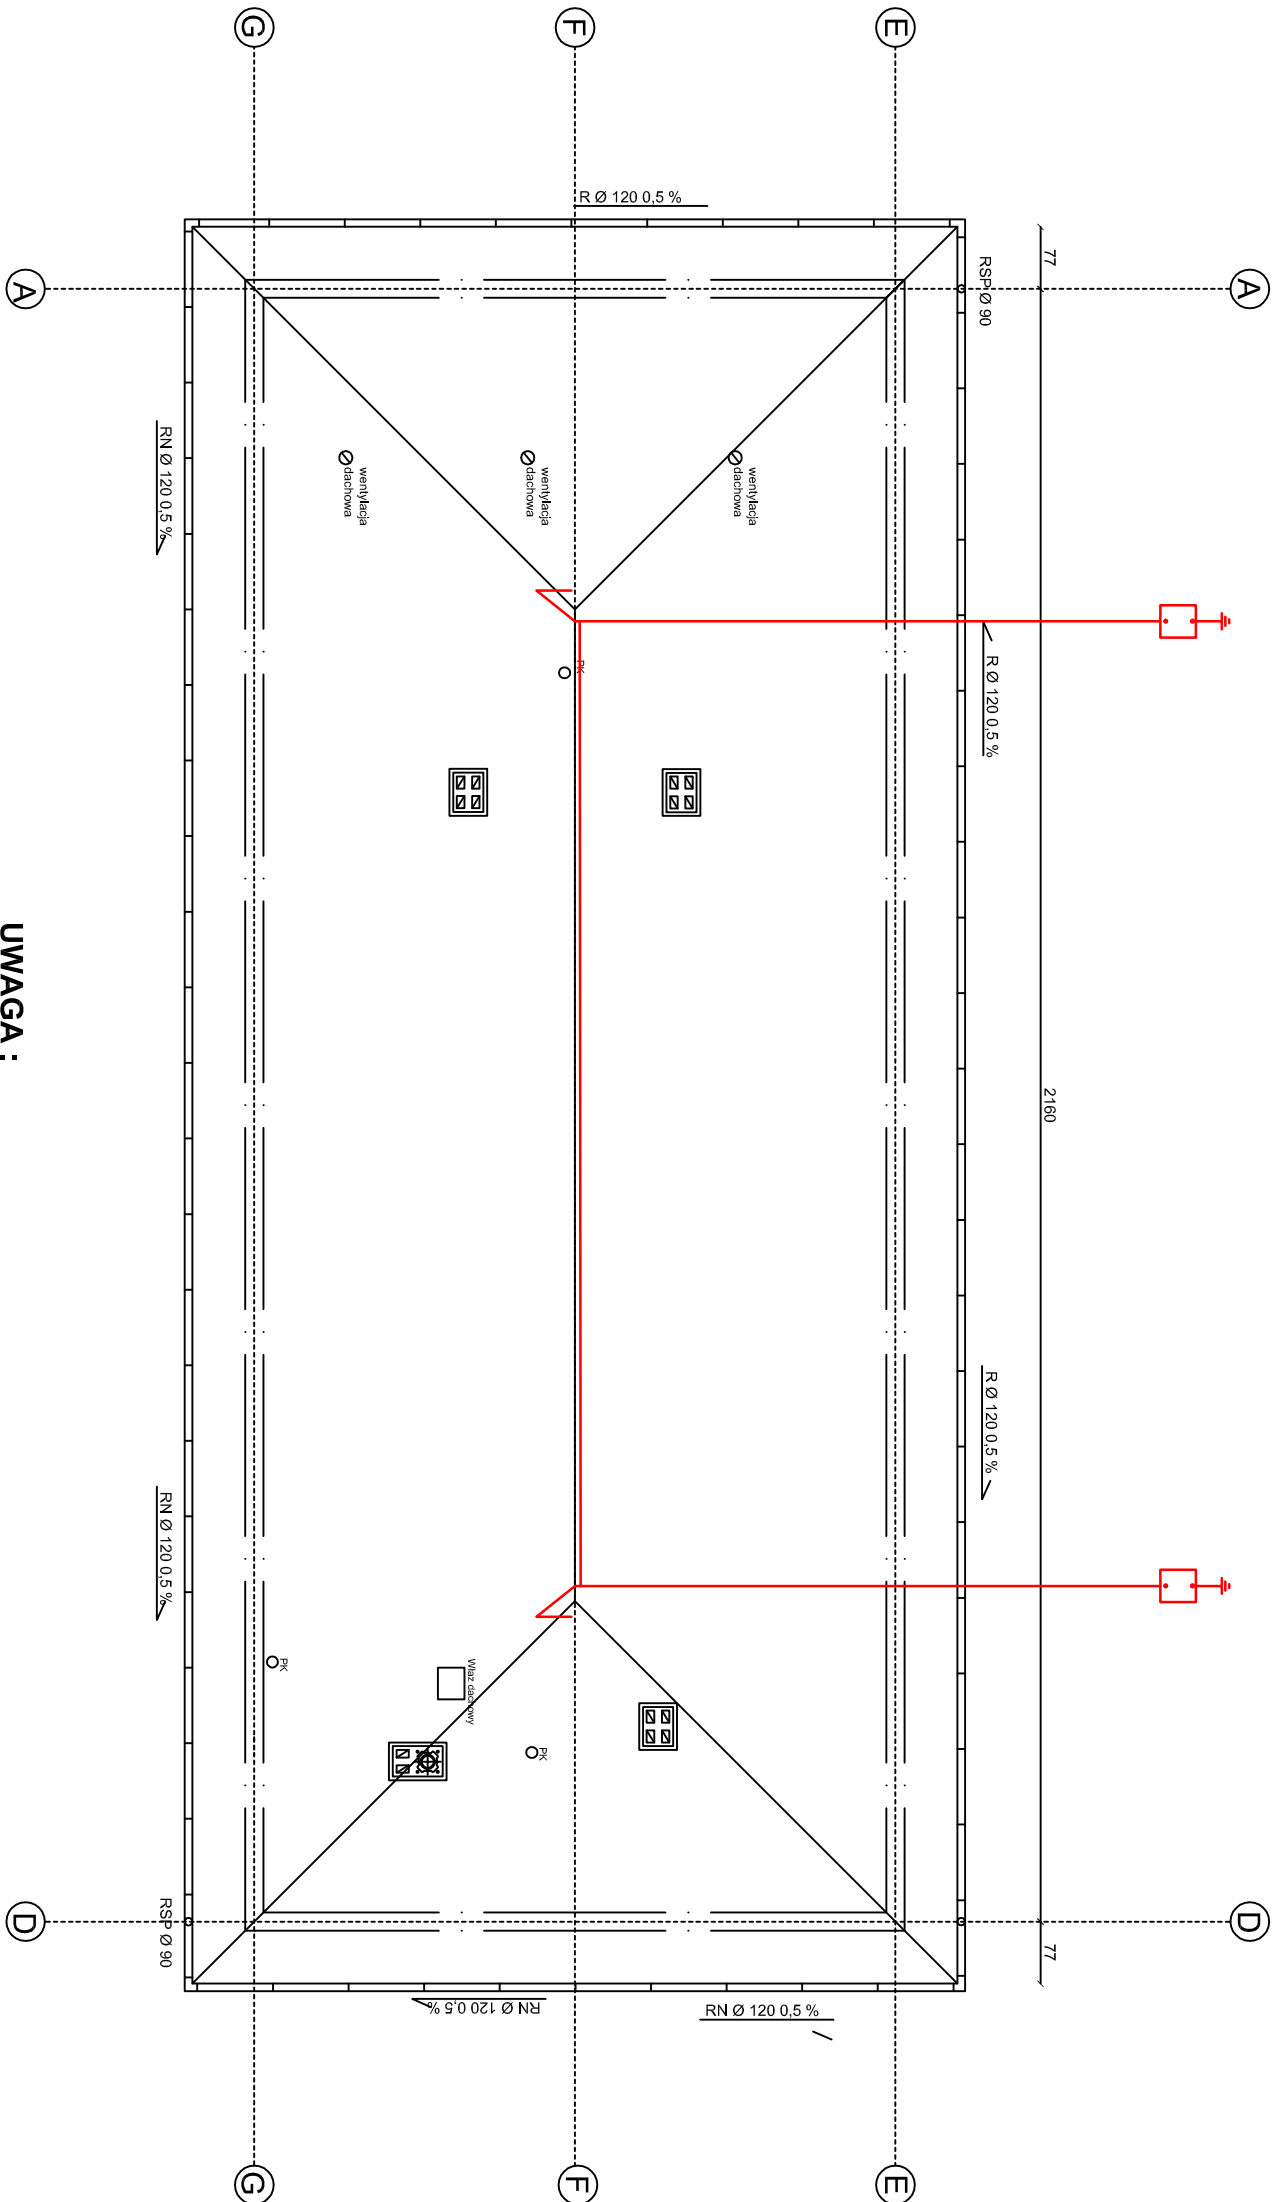 G
F
E
R Ø 120 0,5 %
77
RSP Ø 90
A
A
RN Ø 120 0,5 %
wentylacja
dachowa
wentylacja
dachowa
wentylacja
dachowa
R Ø 120 0,5 %
PK
UWAGA :
2160
R Ø 120 0,5 %
RN Ø 120 0,5 %
PK
Właz dachowy
PK
RSP Ø 90
D
D
77
RN Ø 120 0,5 %
RN Ø 120 0,5 %
G
F
E